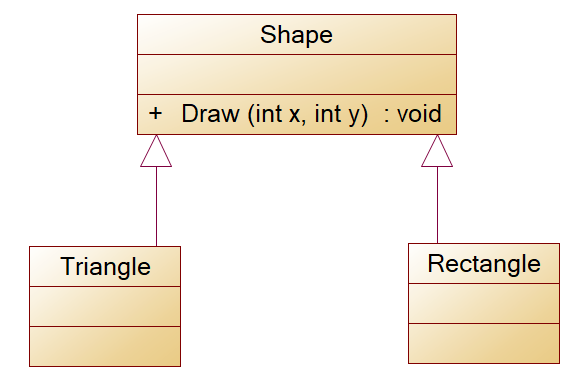 Shape
+ Draw (int x, int y) : void
Triangle
Rectangle